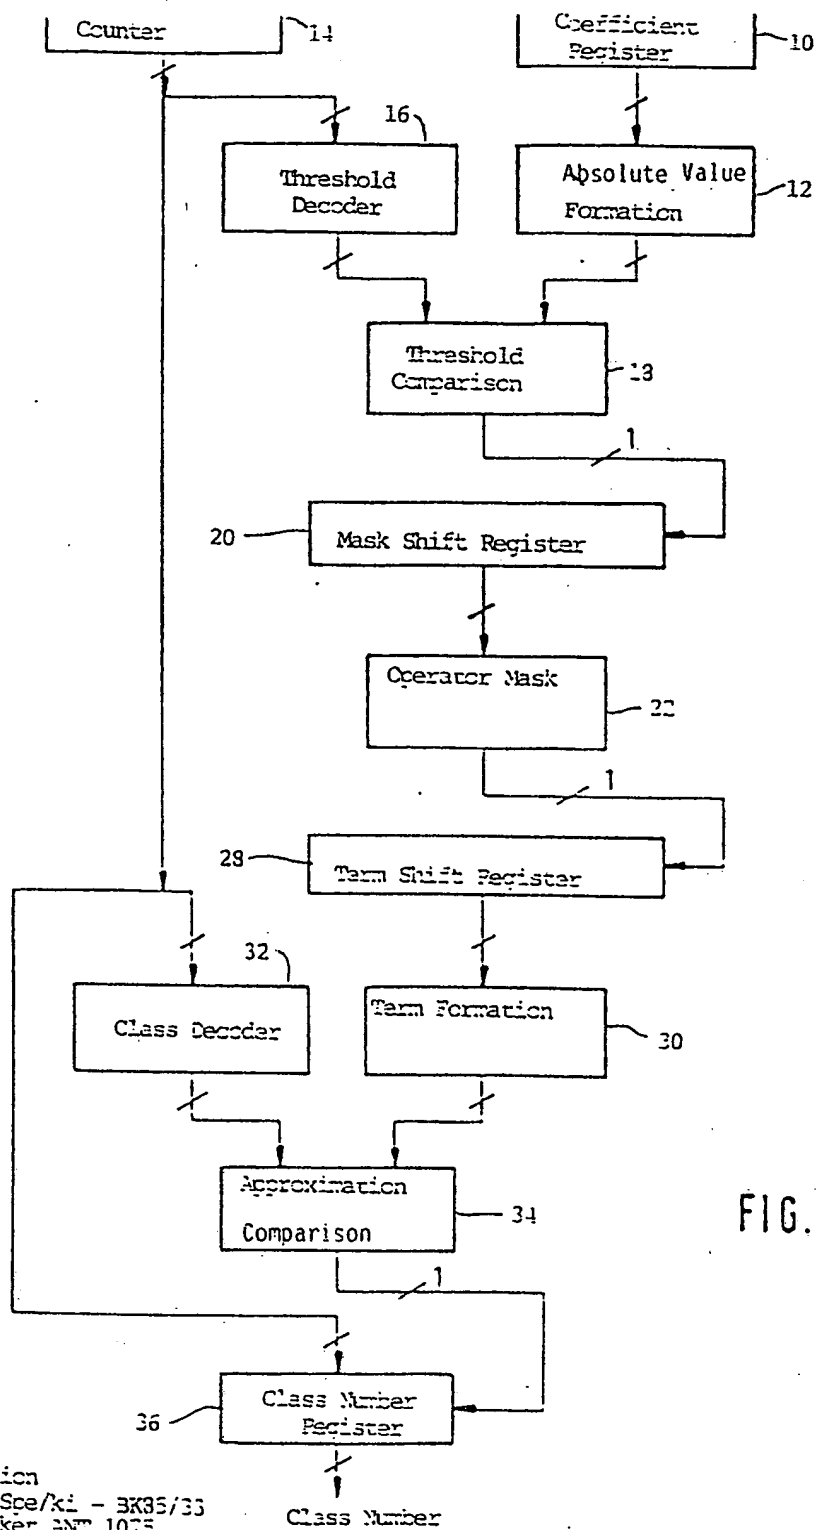 Counter
14
Coefficient
Register
10
16
Threshold
Decoder
Absolute Value
Formation
12
Threshold
Comparison
18
1
20
Mask Shift Register
Operator Mask
22
1
28
Term Shift Register
32
Class Decoder
Term Formation
30
Approximation
Comparison
34
FIG.
1
36
Class Number
Register
Class Number